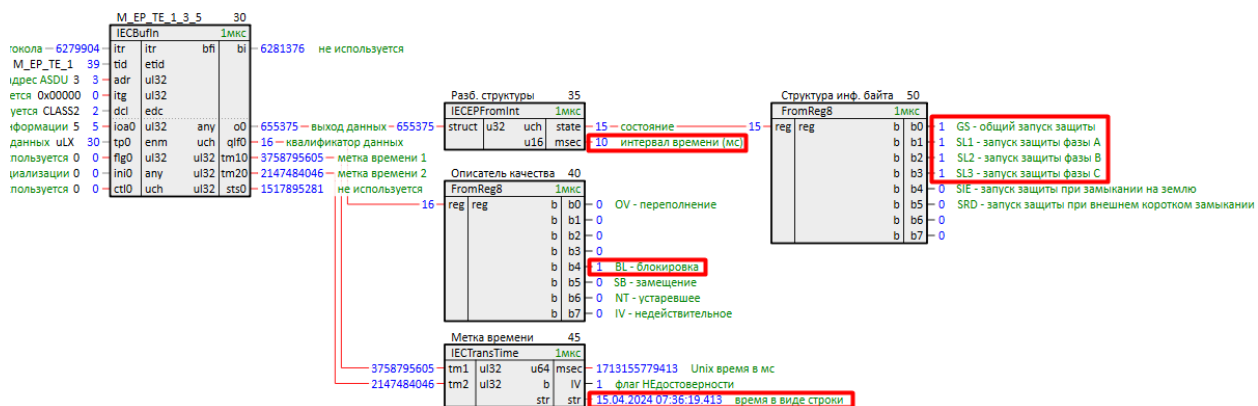 M_EP_TE_1_3_5 30
IECBufIn 1мкс
окола 6279904 itr itr bfi bi 6281376 не используется
M_EP_TE_1 39 tid etid
адрес ASDU 3 3 adr ul32
ется 0x00000 0 itg ul32
уется CLASS2 2 dcl edc
нформации 5 5 ioa0 ul32 any o0 655375 выход данных 655375
данных uLX 30 tp0 enm uch qlf0 16 квалификатор данных
пользуется 0 0 flg0 ul32 ul32 tm10 3758795605 метка времени 1
циализации 0 0 ini0 any ul32 tm20 2147484046 метка времени 2
пользуется 0 0 ctl0 uch ul32 sts0 1517895281 не используется
Разб. структуры 35
IECEPFromInt 1мкс
struct u32 uch state 15 состояние 15
u16 msec 10 интервал времени (мс)
Структура инф. байта 50
FromReg8 1мкс
reg reg b b0 1 GS - общий запуск защиты
b b1 1 SL1 - запуск защиты фазы A
b b2 1 SL2 - запуск защиты фазы B
b b3 1 SL3 - запуск защиты фазы C
b b4 0 SIE - запуск защиты при замыкании на землю
b b5 0 SRD - запуск защиты при внешнем коротком замыкании
b b6 0
b b7 0
Описатель качества 40
FromReg8 1мкс
16 reg reg b b0 0 OV - переполнение
b b1 0
b b2 0
b b3 0
b b4 1 BL - блокировка
b b5 0 SB - замещение
b b6 0 NT - устаревшее
b b7 0 IV - недействительное
Метка времени 45
IECTransTime 1мкс
3758795605 tm1 ul32 u64 msec 1713155779413 Unix время в мс
2147484046 tm2 ul32 b IV 1 флаг НЕдостоверности
str str 15.04.2024 07:36:19.413 время в виде строки